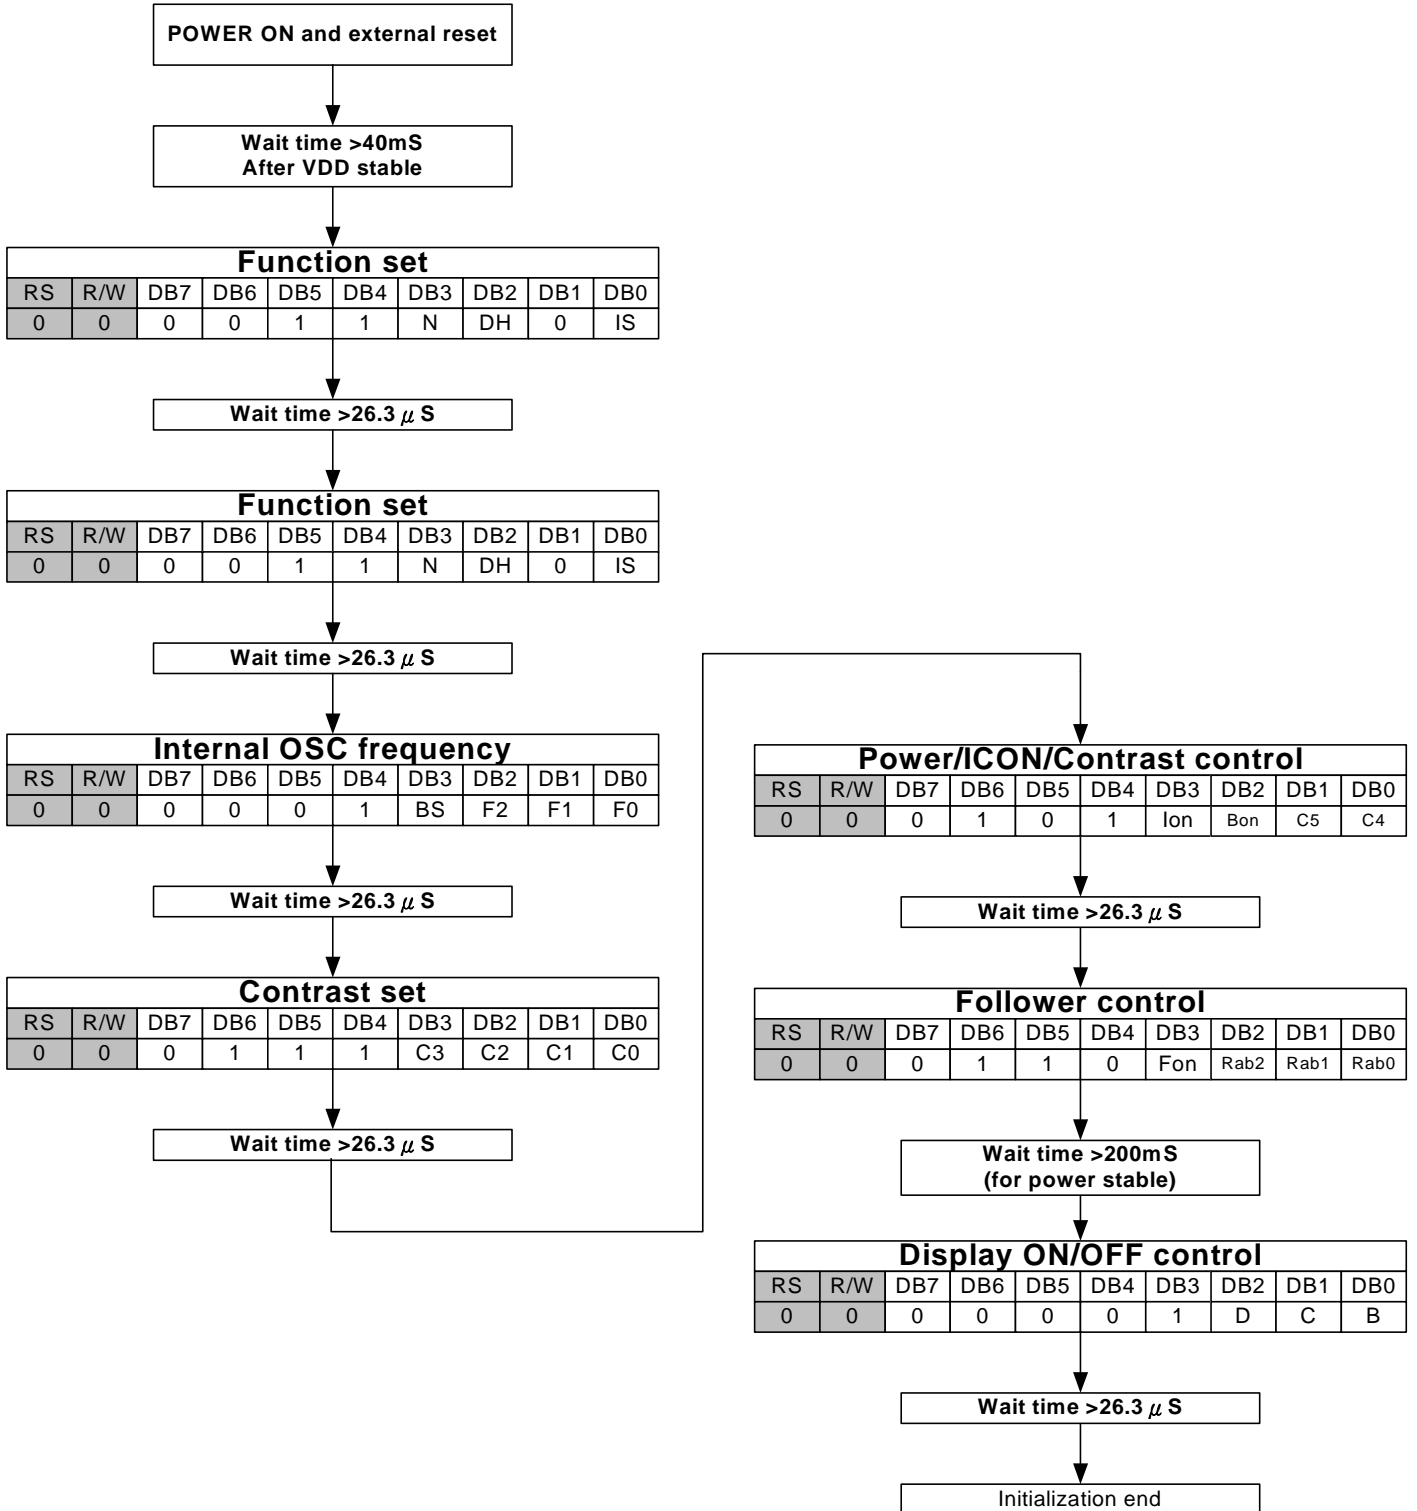 POWER ON and external reset
Wait time >40mS
After VDD stable
Function set
RS R/W DB7 DB6 DB5 DB4 DB3 DB2 DB1 DB0
0 0 0 0 1 1 N DH 0 IS
Wait time >26.3 μ S
Function set
RS R/W DB7 DB6 DB5 DB4 DB3 DB2 DB1 DB0
0 0 0 0 1 1 N DH 0 IS
Wait time >26.3 μ S
Internal OSC frequency
RS R/W DB7 DB6 DB5 DB4 DB3 DB2 DB1 DB0
0 0 0 0 0 1 BS F2 F1 F0
Wait time >26.3 μ S
Contrast set
RS R/W DB7 DB6 DB5 DB4 DB3 DB2 DB1 DB0
0 0 0 1 1 1 C3 C2 C1 C0
Wait time >26.3 μ S
Power/ICON/Contrast control
RS R/W DB7 DB6 DB5 DB4 DB3 DB2 DB1 DB0
0 0 0 1 0 1 Ion Bon C5 C4
Wait time >26.3 μ S
Follower control
RS R/W DB7 DB6 DB5 DB4 DB3 DB2 DB1 DB0
0 0 0 1 1 0 Fon Rab2 Rab1 Rab0
Wait time >200mS
(for power stable)
Display ON/OFF control
RS R/W DB7 DB6 DB5 DB4 DB3 DB2 DB1 DB0
0 0 0 0 0 0 1 D C B
Wait time >26.3 μ S
Initialization end